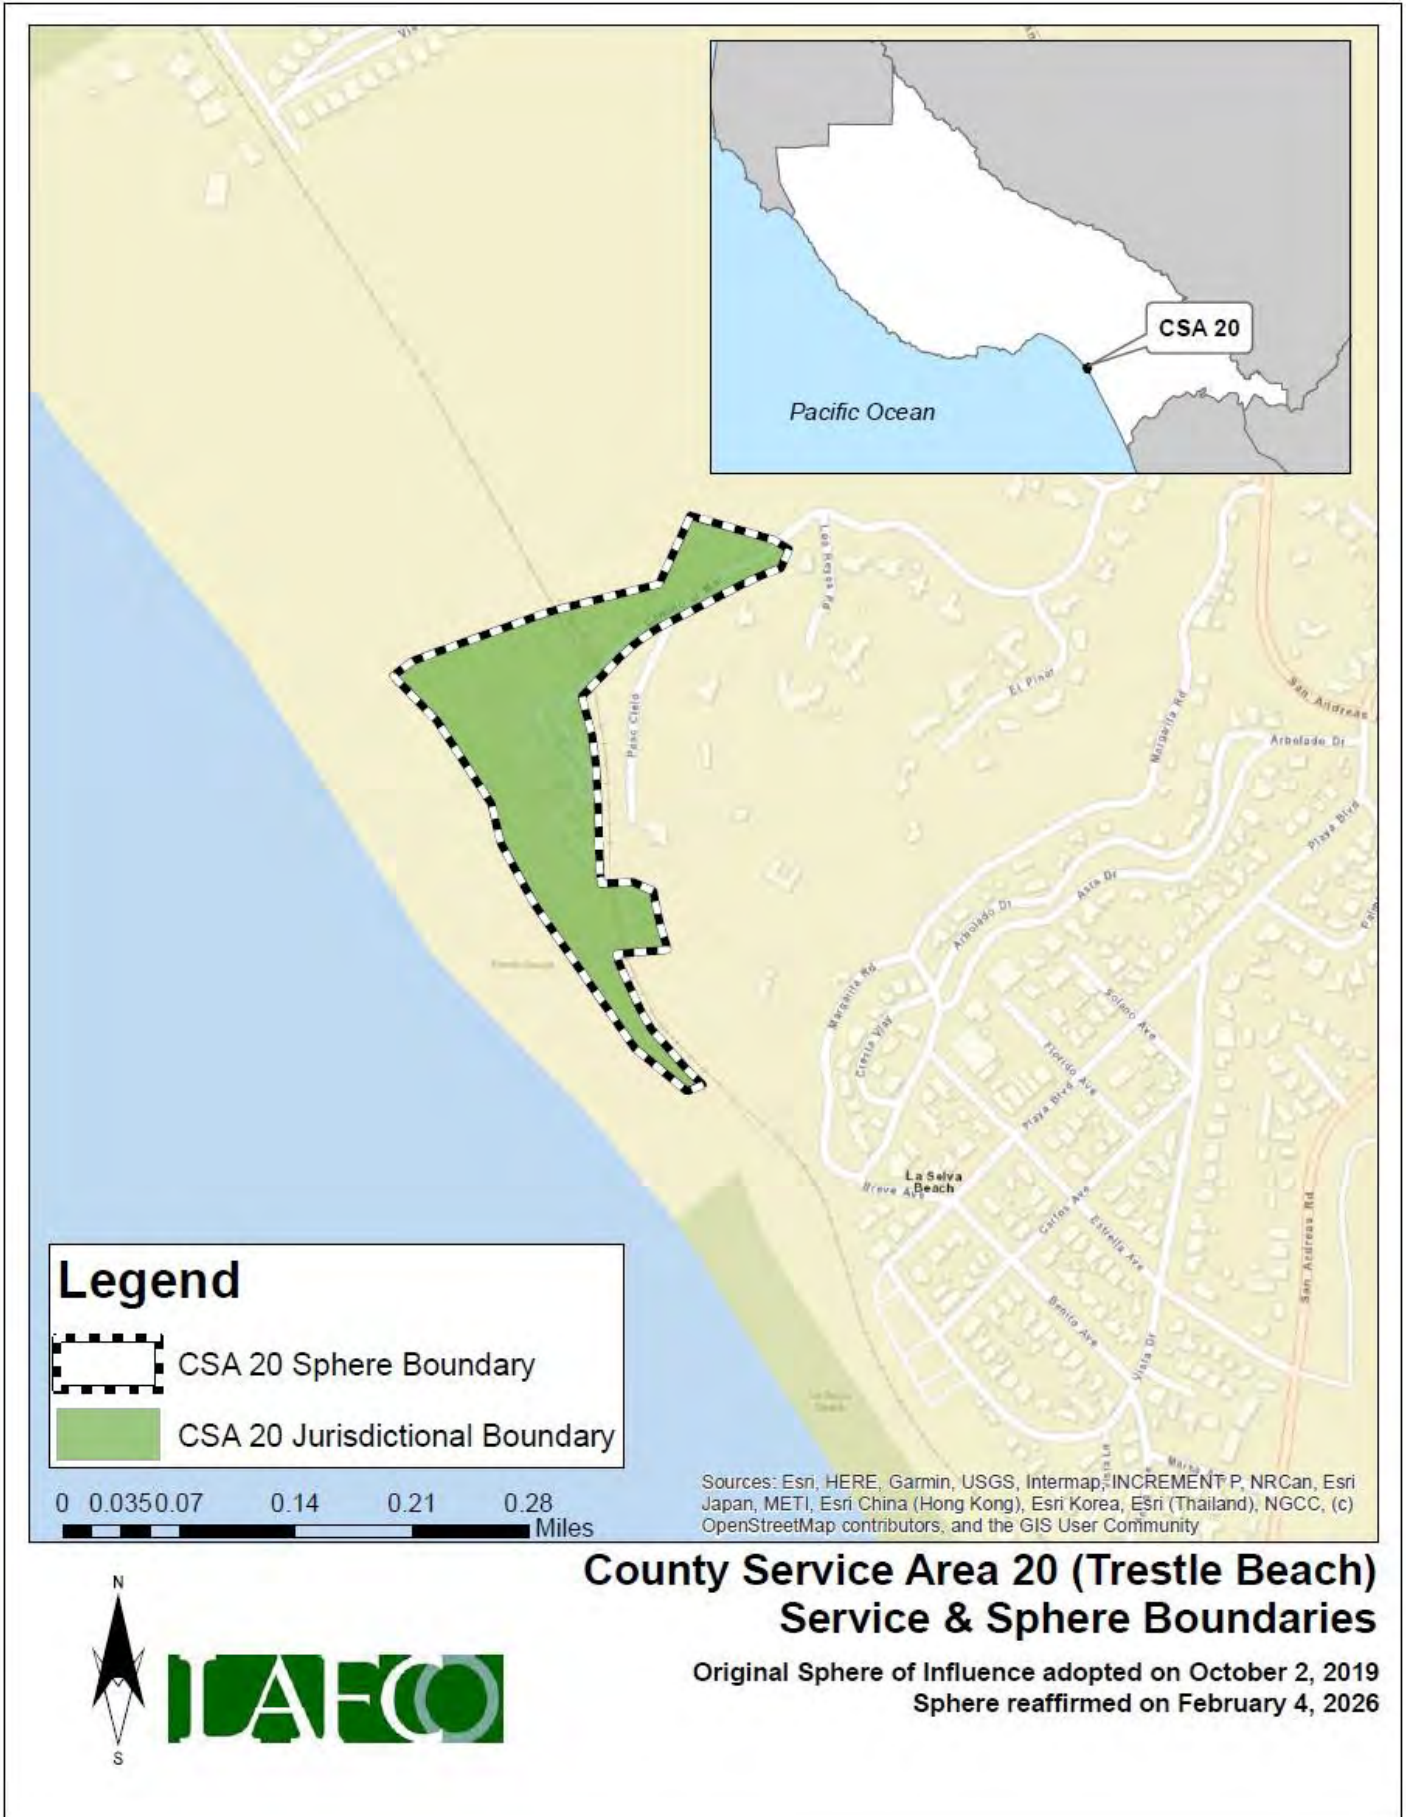 Via
CSA 20
Pacific Ocean
Los Reyes Rd
El Pinar
Margarita Rd
San Andreas
Arbolado Dr
Playa Blvd
Paso Cielo
Asta Dr
Arbolado Dr
Margarita Rd
Cresta Way
Solano Ave
Florido Ave
Playa Blvd
La Selva
Beach
Breve Ave
Carlos Ave
Estrella Ave
San Andreas Rd
Benito Ave
Vista Dr
Legend
CSA 20 Sphere Boundary
CSA 20 Jurisdictional Boundary
0 0.035 0.07 0.14 0.21 0.28
Miles
Sources: Esri, HERE, Garmin, USGS, Intermap, INCREMENT P, NRCan, Esri
Japan, METI, Esri China (Hong Kong), Esri Korea, Esri (Thailand), NGCC, (c)
OpenStreetMap contributors, and the GIS User Community
County Service Area 20 (Trestle Beach)
Service & Sphere Boundaries
Original Sphere of Influence adopted on October 2, 2019
Sphere reaffirmed on February 4, 2026
N
S
LAFCO